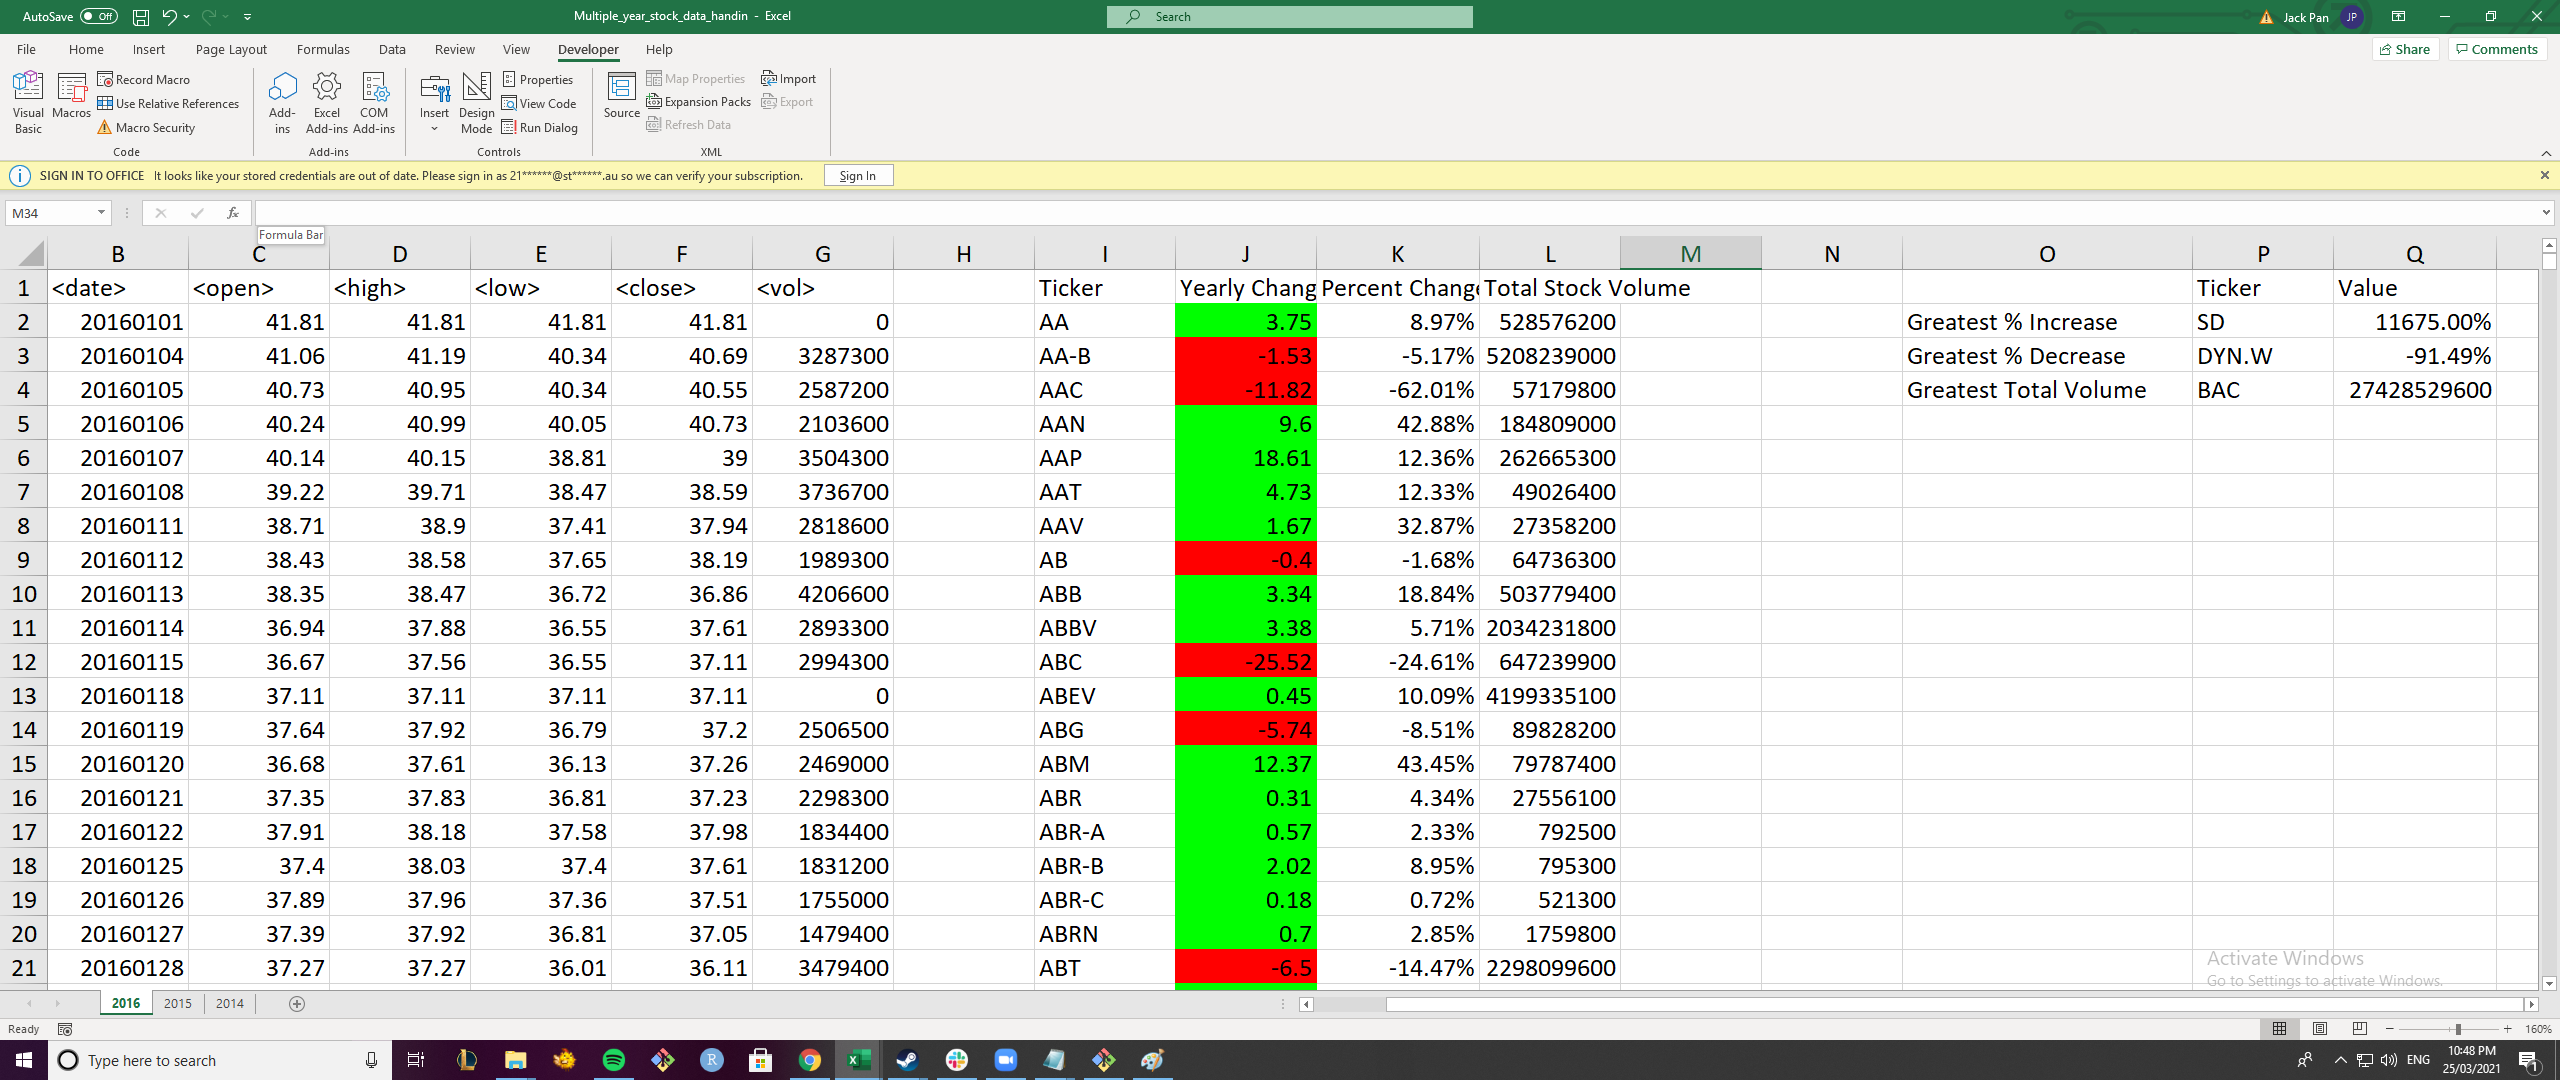 AutoSave Off Multiple_year_stock_data_handin - Excel Search Jack Pan JP
File Home Insert Page Layout Formulas Data Review View Developer Help Share Comments
Visual Basic Macros Record Macro Use Relative References Macro Security Add-ins Excel Add-ins COM Add-ins Insert Design Mode Properties View Code Run Dialog Source Map Properties Expansion Packs Refresh Data Import Export
Code Add-ins Controls XML
SIGN IN TO OFFICE It looks like your stored credentials are out of date. Please sign in as 21******@st******.au so we can verify your subscription. Sign In
M34 fx
Formula Bar
B C D E F G H I J K L M N O P Q
1 <date> <open> <high> <low> <close> <vol> Ticker Yearly Chang Percent Change Total Stock Volume Ticker Value
2 20160101 41.81 41.81 41.81 41.81 0 AA 3.75 8.97% 528576200 Greatest % Increase SD 11675.00%
3 20160104 41.06 41.19 40.34 40.69 3287300 AA-B -1.53 -5.17% 5208239000 Greatest % Decrease DYN.W -91.49%
4 20160105 40.73 40.95 40.34 40.55 2587200 AAC -11.82 -62.01% 57179800 Greatest Total Volume BAC 27428529600
5 20160106 40.24 40.99 40.05 40.73 2103600 AAN 9.6 42.88% 184809000
6 20160107 40.14 40.15 38.81 39 3504300 AAP 18.61 12.36% 262665300
7 20160108 39.22 39.71 38.47 38.59 3736700 AAT 4.73 12.33% 49026400
8 20160111 38.71 38.9 37.41 37.94 2818600 AAV 1.67 32.87% 27358200
9 20160112 38.43 38.58 37.65 38.19 1989300 AB -0.4 -1.68% 64736300
10 20160113 38.35 38.47 36.72 36.86 4206600 ABB 3.34 18.84% 503779400
11 20160114 36.94 37.88 36.55 37.61 2893300 ABBV 3.38 5.71% 2034231800
12 20160115 36.67 37.56 36.55 37.11 2994300 ABC -25.52 -24.61% 647239900
13 20160118 37.11 37.11 37.11 37.11 0 ABEV 0.45 10.09% 4199335100
14 20160119 37.64 37.92 36.79 37.2 2506500 ABG -5.74 -8.51% 89828200
15 20160120 36.68 37.61 36.13 37.26 2469000 ABM 12.37 43.45% 79787400
16 20160121 37.35 37.83 36.81 37.23 2298300 ABR 0.31 4.34% 27556100
17 20160122 37.91 38.18 37.58 37.98 1834400 ABR-A 0.57 2.33% 792500
18 20160125 37.4 38.03 37.4 37.61 1831200 ABR-B 2.02 8.95% 795300
19 20160126 37.89 37.96 37.36 37.51 1755000 ABR-C 0.18 0.72% 521300
20 20160127 37.39 37.92 36.81 37.05 1479400 ABRN 0.7 2.85% 1759800
21 20160128 37.27 37.27 36.01 36.11 3479400 ABT -6.5 -14.47% 2298099600
Activate Windows
Go to Settings to activate Windows.
2016 2015 2014
Ready 160%
Type here to search ENG 10:48 PM
25/03/2021